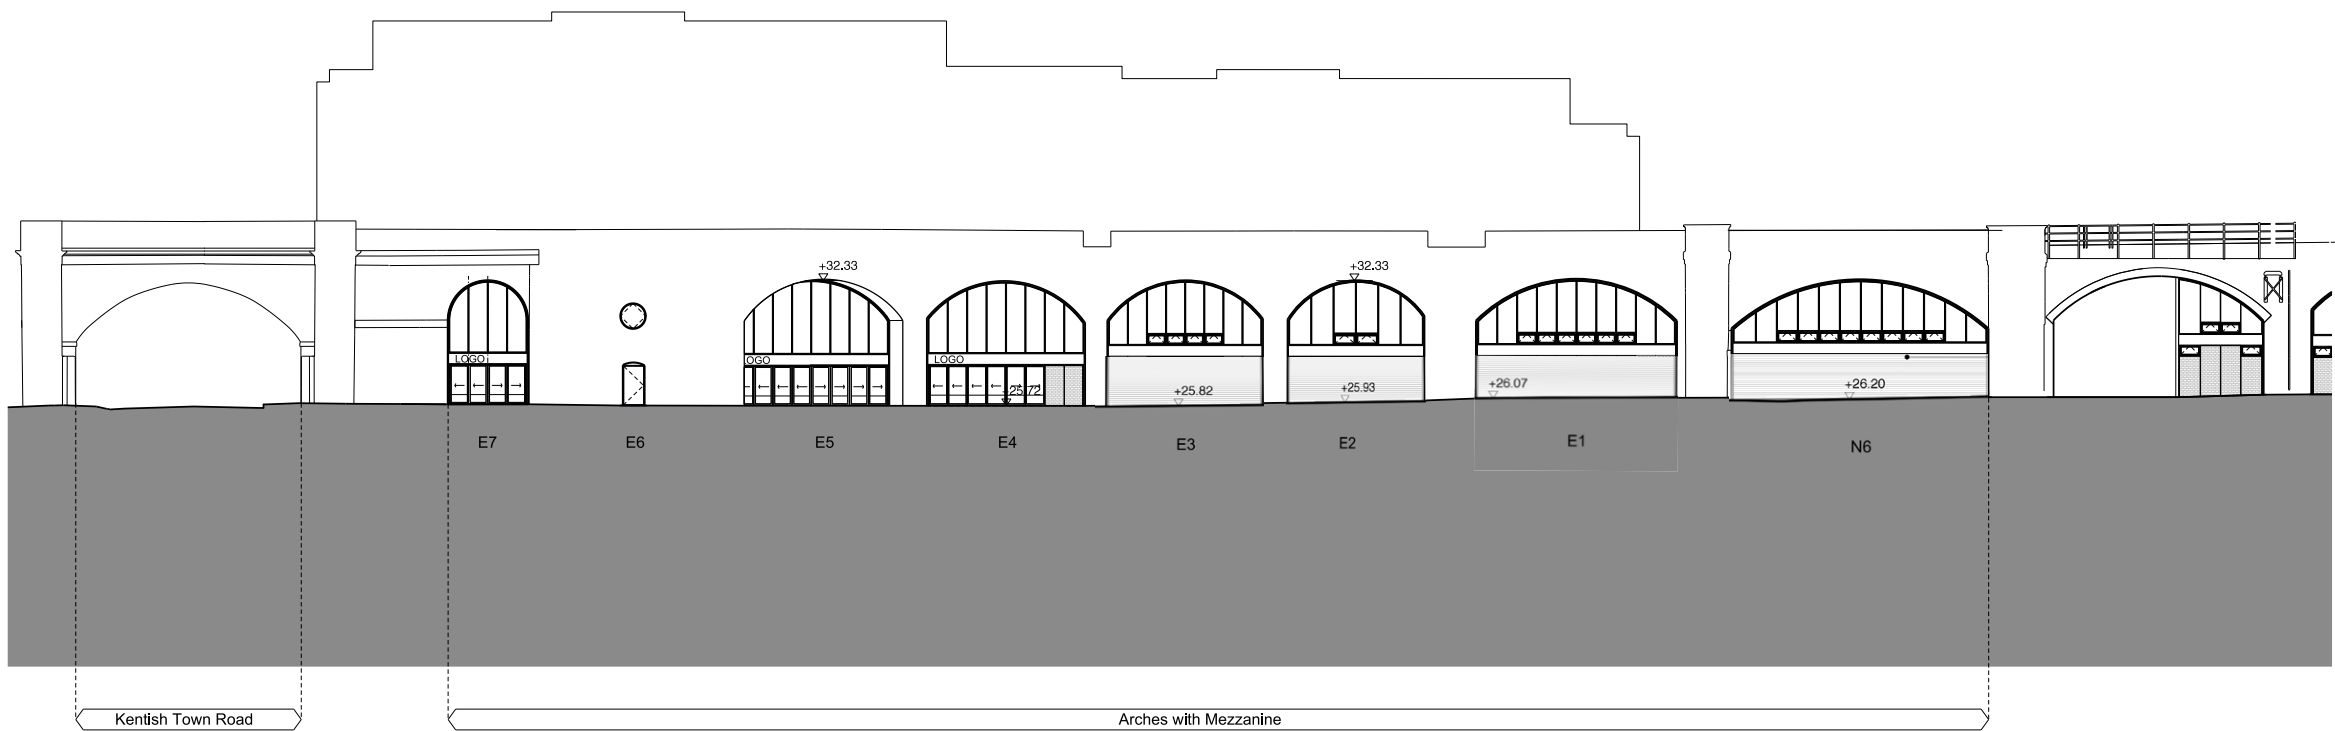 +32.33
+32.33
LOGO
OGO
LOGO
+25.72
+25.82
+25.93
+26.07
+26.20
E7
E6
E5
E4
E3
E2
E1
N6
Kentish Town Road
Arches with Mezzanine